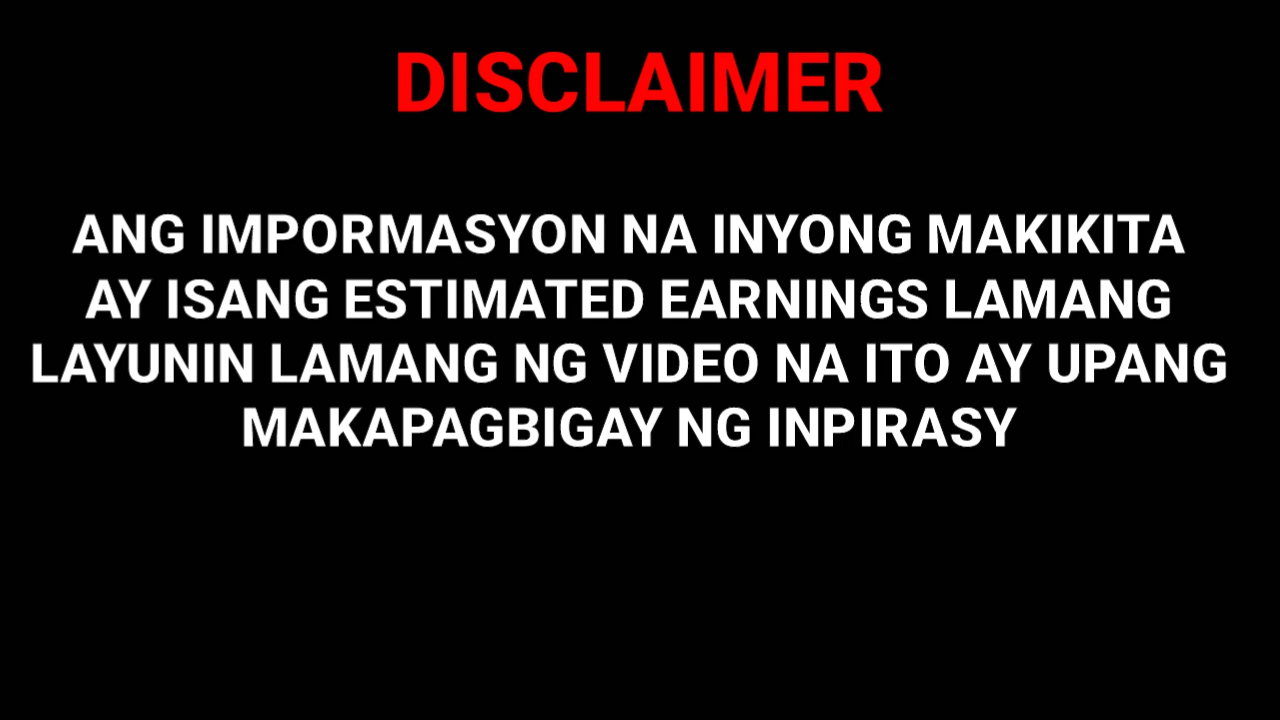 DISCLAIMER
ANG IMPORMASYON NA INYONG MAKIKITA
AY ISANG ESTIMATED EARNINGS LAMANG
LAYUNIN LAMANG NG VIDEO NA ITO AY UPANG
MAKAPAGBIGAY NG INPIRASY